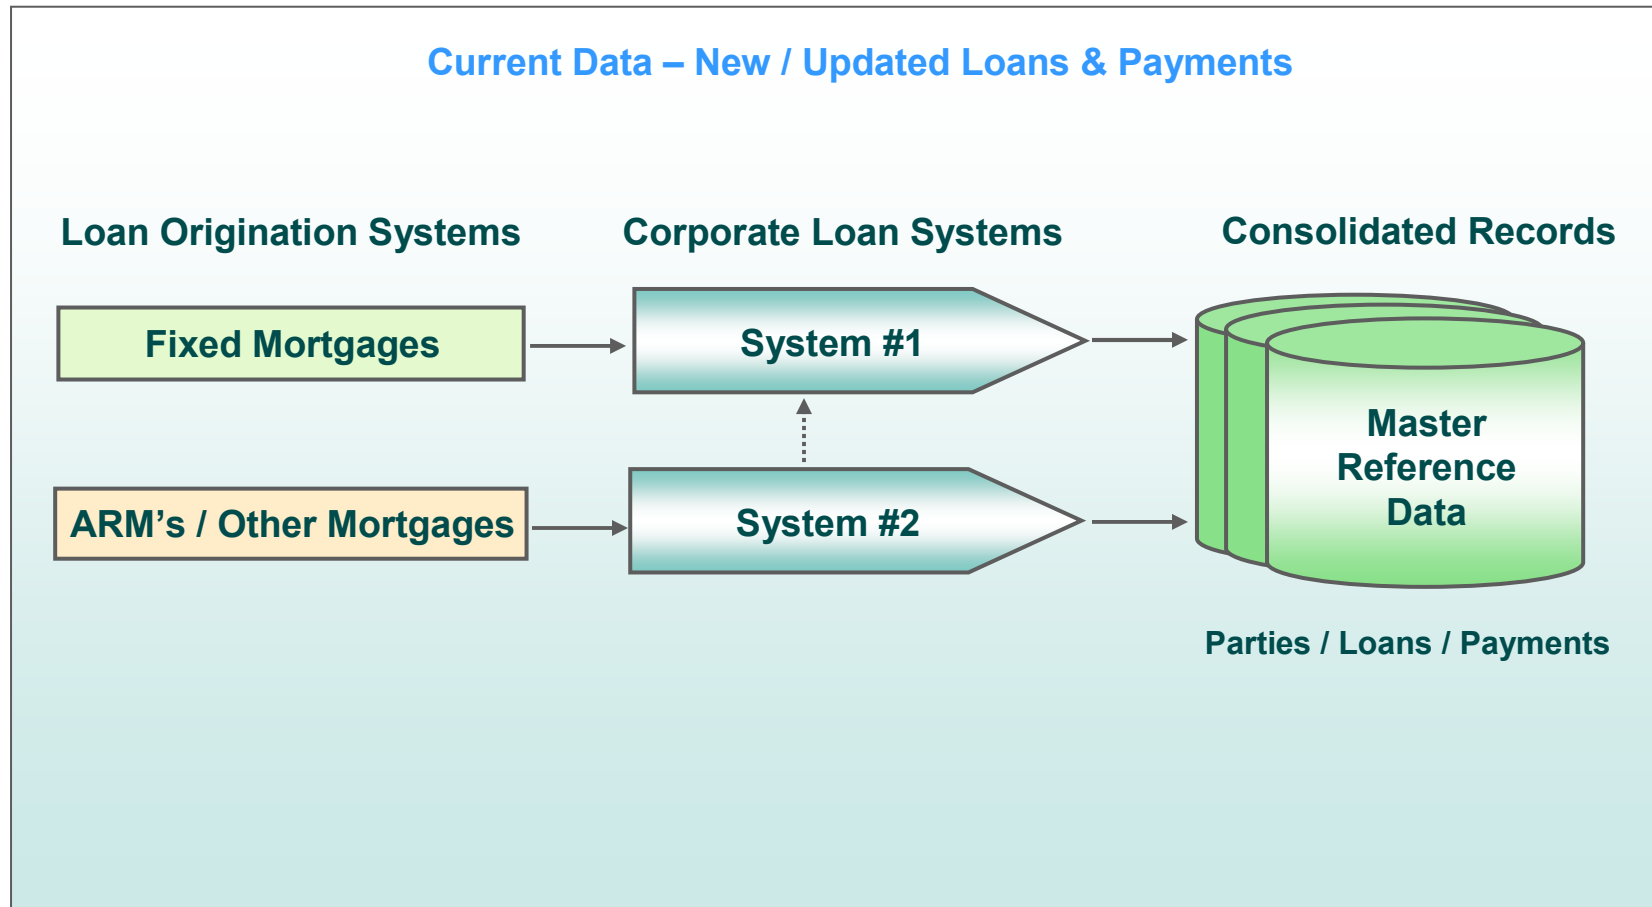 Current Data – New / Updated Loans & Payments
Loan Origination Systems
Corporate Loan Systems
Consolidated Records
Fixed Mortgages
System #1
ARM's / Other Mortgages
System #2
Master
Reference
Data
Parties / Loans / Payments